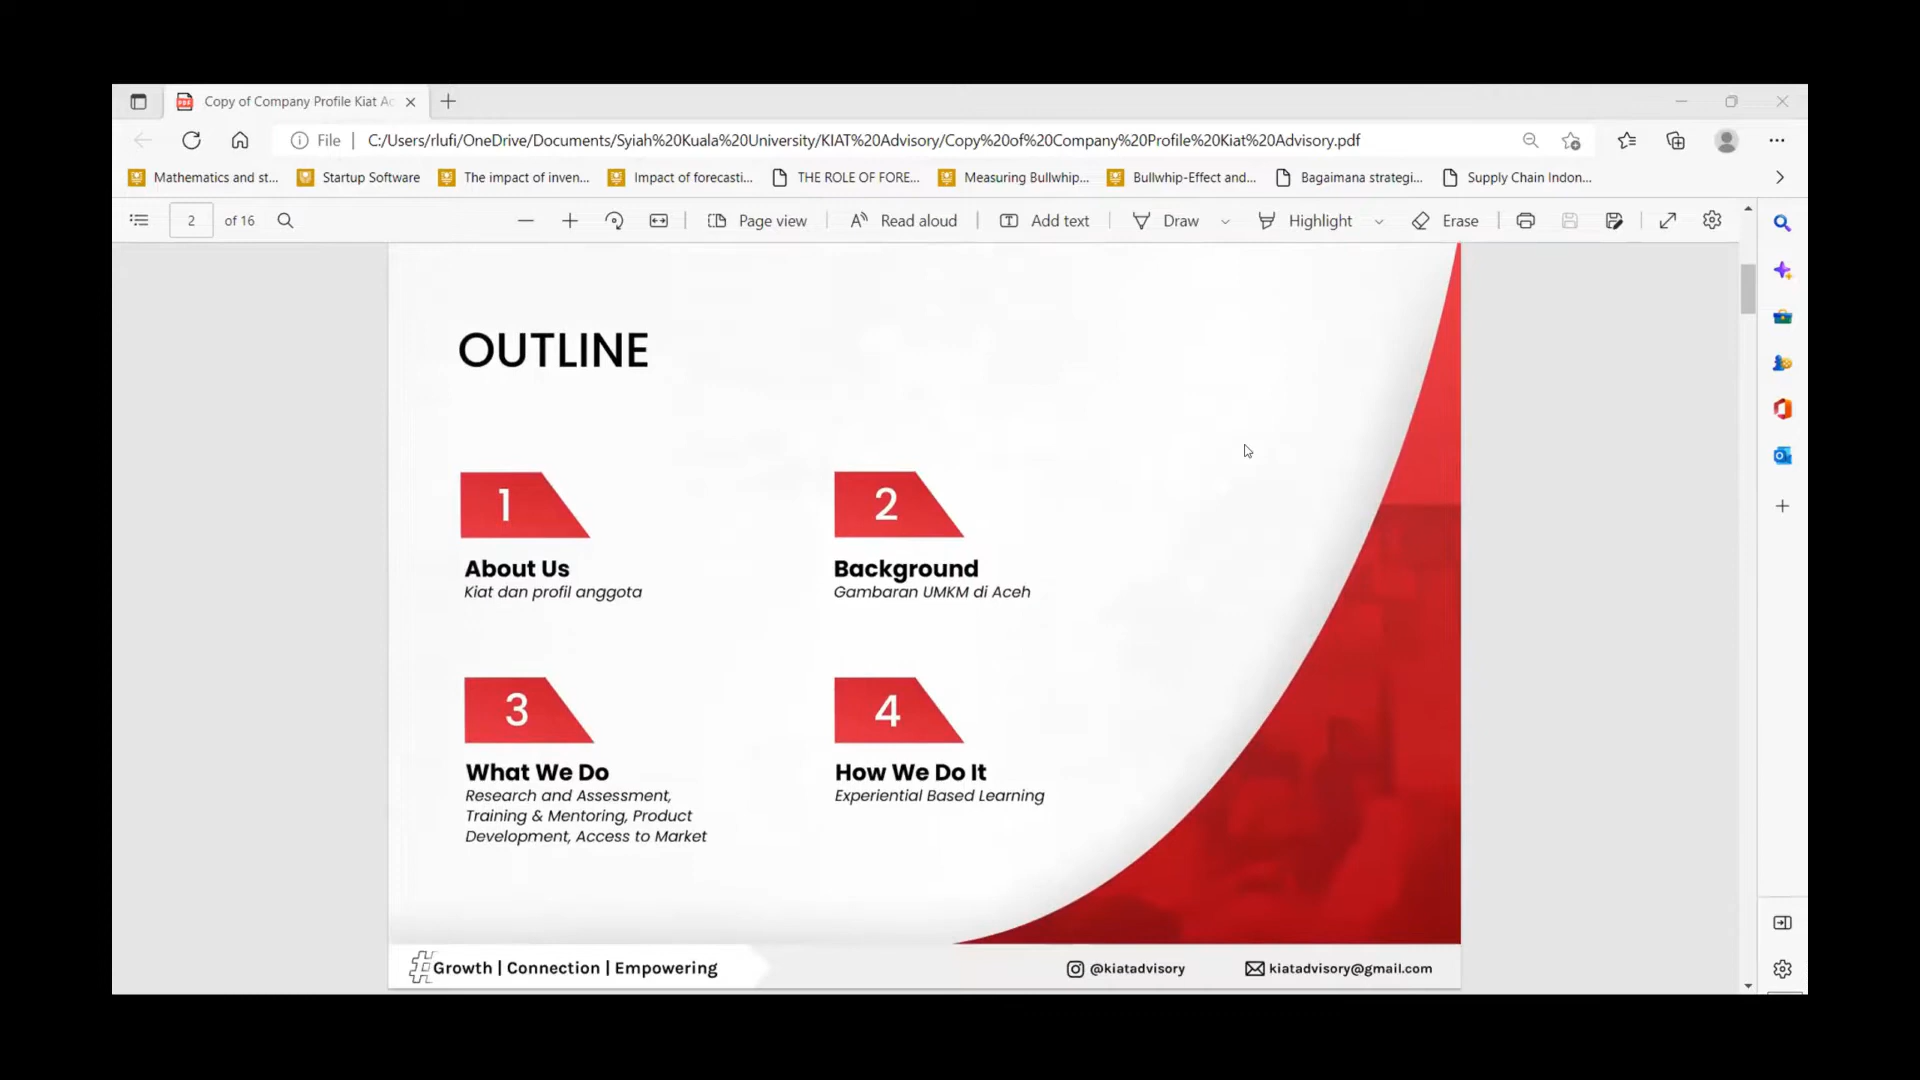 Copy of Company Profile Kiat Ac
File
C:/Users/rlufi/OneDrive/Documents/Syiah%20Kuala%20University/KIAT%20Advisory/Copy%20of%20Company%20Profile%20Kiat%20Advisory.pdf
Mathematics and st...
Startup Software
The impact of inven...
Impact of forecasti...
THE ROLE OF FORE...
Measuring Bullwhip...
Bullwhip-Effect and...
Bagaimana strategi...
Supply Chain Indon...
2 of 16
Page view
Read aloud
Add text
Draw
Highlight
Erase
OUTLINE
1
About Us
Kiat dan profil anggota
2
Background
Gambaran UMKM di Aceh
3
What We Do
Research and Assessment,
Training & Mentoring, Product
Development, Access to Market
4
How We Do It
Experiential Based Learning
#Growth | Connection | Empowering
@kiatadvisory
kiatadvisory@gmail.com